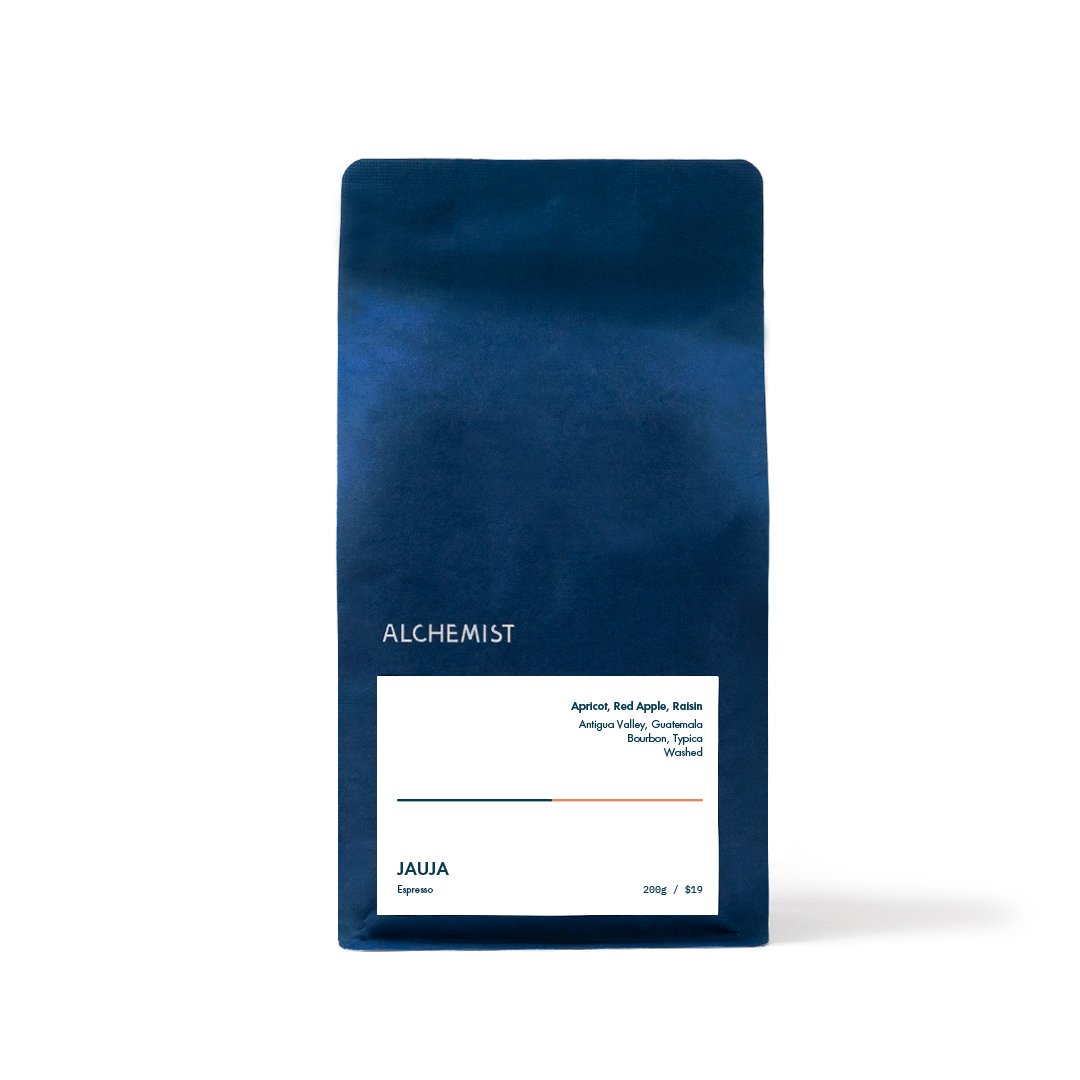 ALCHEMIST
Apricot, Red Apple, Raisin
Antigua Valley, Guatemala
Bourbon, Typica
Washed
JAUJA
Espresso
200g / $19